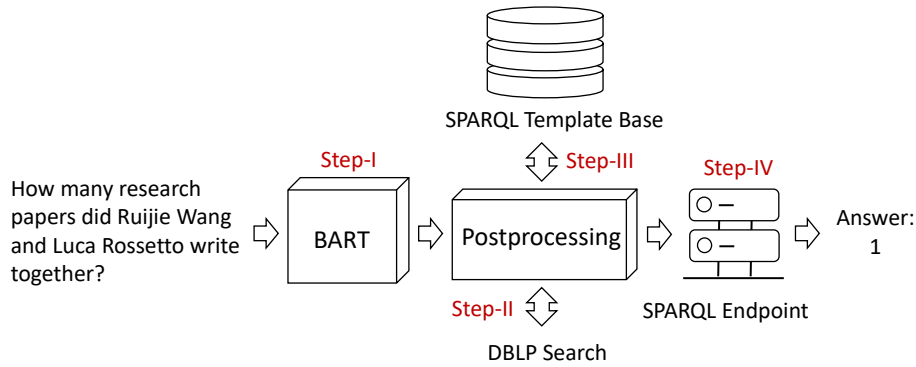 SPARQL Template Base
Step-I
Step-III
Step-IV
How many research
papers did Ruijie Wang
and Luca Rossetto write
together?
BART
Postprocessing
Answer:
1
Step-II
SPARQL Endpoint
DBLP Search